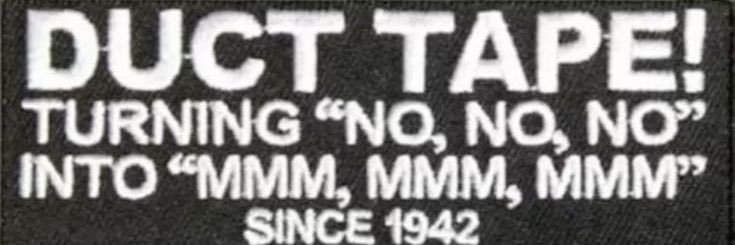 DUCT TAPE!
TURNING “NO, NO, NO”
INTO “MMM, MMM, MMM”
SINCE 1942